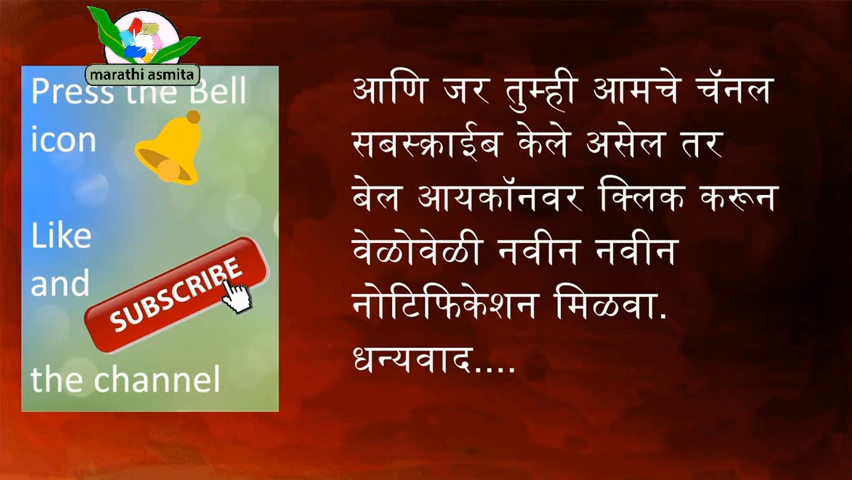 marathi asmita
Press the Bell
icon
Like
and
SUBSCRIBE
the channel
आणि जर तुम्ही आमचे चॅनल
सबस्क्राईब केले असेल तर
बेल आयकॉनवर क्लिक करून
वेळोवेळी नवीन नवीन
नोटिफिकेशन मिळवा.
धन्यवाद....